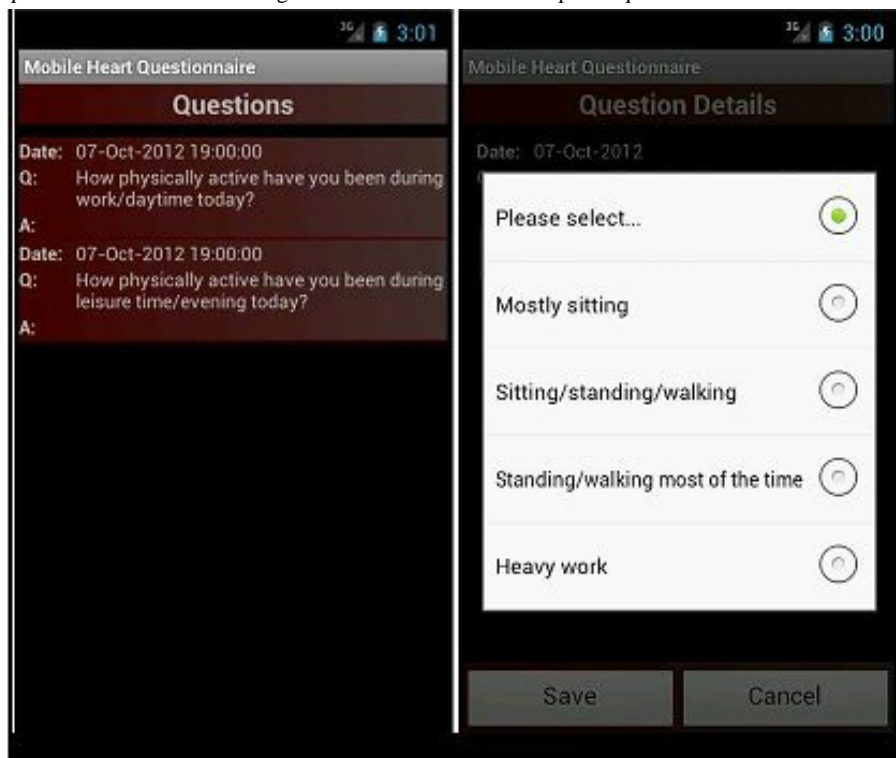 3G 3:01
Mobile Heart Questionnaire
Questions
Date: 07-Oct-2012 19:00:00
Q: How physically active have you been during
work/daytime today?
A:
Date: 07-Oct-2012 19:00:00
Q: How physically active have you been during
leisure time/evening today?
A:
3G 3:00
Mobile Heart Questionnaire
Question Details
Date: 07-Oct-2012
Please select...
Mostly sitting
Sitting/standing/walking
Standing/walking most of the time
Heavy work
Save Cancel